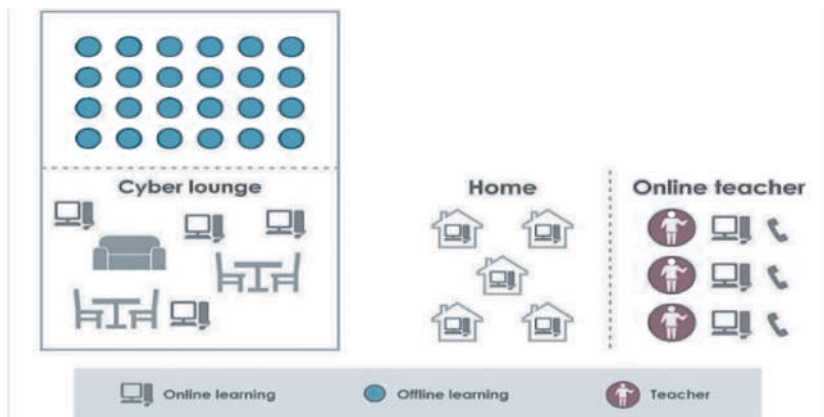 Cyber lounge
Home
Online teacher
Online learning
Offline learning
Teacher